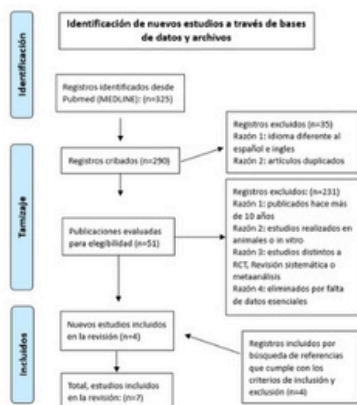 Identificación de nuevos estudios a través de bases
de datos y archivos
Identificación
Registros identificados desde
Pubmed (MEDLINE): (n=325)
Registros excluidos (n=35)
Razón 1: idioma diferente al
español e ingles
Razón 2: artículos duplicados
Tamizaje
Registros cribados (n=290)
Registros excluidos: (n=231)
Razón 1: publicados hace mas
de 10 años
Razón 2: estudios realizados en
animales o in vitro
Razón 3: estudios distintos a
RCT, Revisión sistemática o
metaanálisis
Razón 4: eliminados por falta
de datos esenciales
Publicaciones evaluadas
para elegibilidad (n=51)
Incluidos
Nuevos estudios incluidos
en la revisión (n=4)
Registros incluidos por
búsqueda de referencias
que cumple con los
criterios de inclusión y
exclusión (n=4)
Total, estudios incluidos
en la revisión: (n=7)